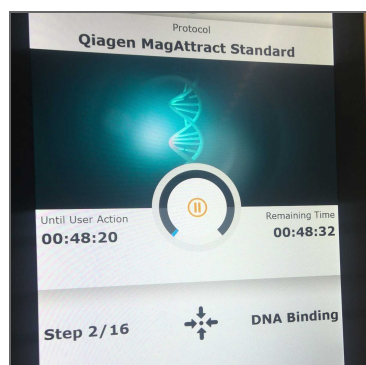 Protocol
Qiagen MagAttract Standard
Until User Action
Remaining Time
00:48:20
00:48:32
Step 2/16
DNA Binding